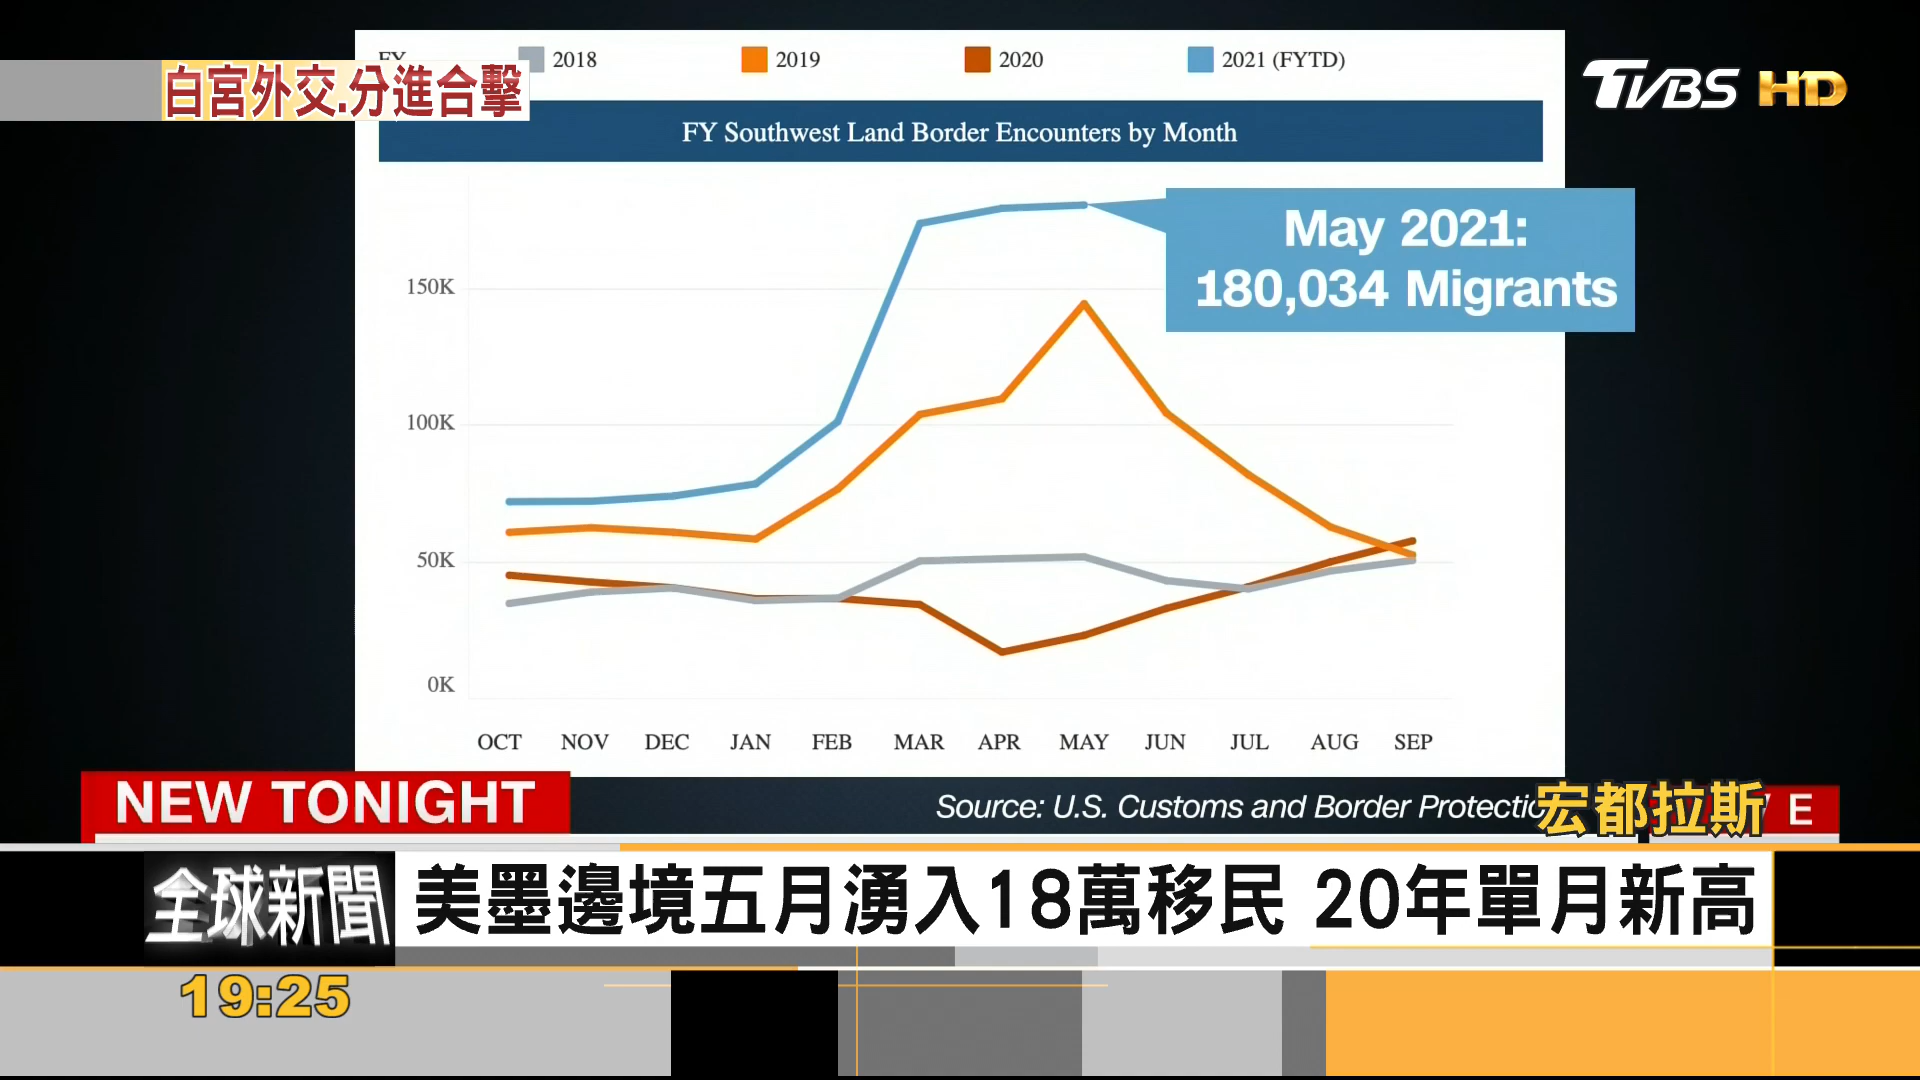 FY 2018 2019 2020 2021 (FYTD)
白宮外交.分進合擊
TVBS HD
FY Southwest Land Border Encounters by Month
May 2021:
180,034 Migrants
150K
100K
50K
0K
OCT NOV DEC JAN FEB MAR APR MAY JUN JUL AUG SEP
NEW TONIGHT
Source: U.S. Customs and Border Protectio
宏都拉斯
E
全球新聞
美墨邊境五月湧入18萬移民 20年單月新高
19:25